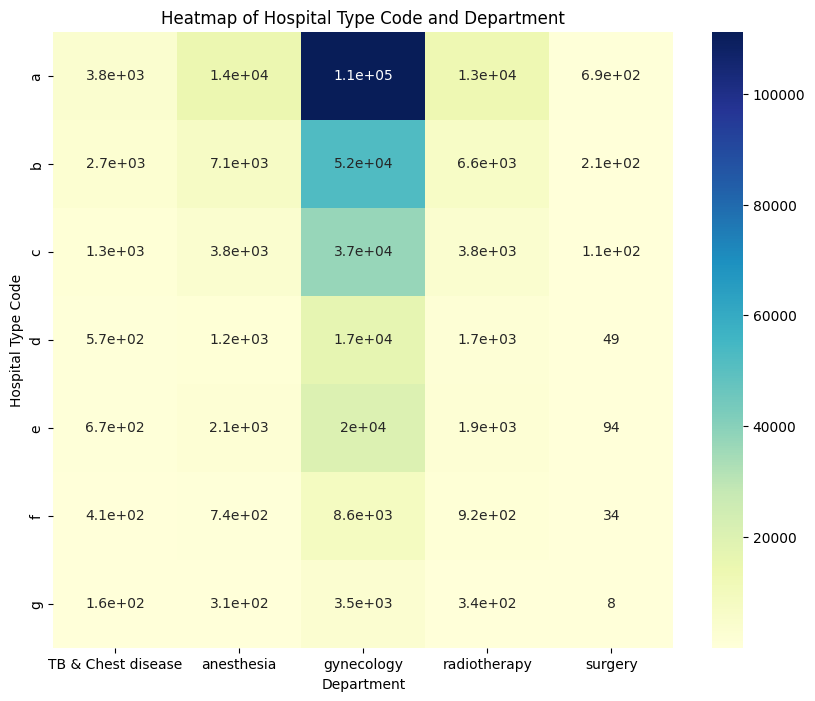 Heatmap of Hospital Type Code and Department
a 3.8e+03 1.4e+04 1.1e+05 1.3e+04 6.9e+02
b 2.7e+03 7.1e+03 5.2e+04 6.6e+03 2.1e+02
c 1.3e+03 3.8e+03 3.7e+04 3.8e+03 1.1e+02
d 5.7e+02 1.2e+03 1.7e+04 1.7e+03 49
e 6.7e+02 2.1e+03 2e+04 1.9e+03 94
f 4.1e+02 7.4e+02 8.6e+03 9.2e+02 34
g 1.6e+02 3.1e+02 3.5e+03 3.4e+02 8
Hospital Type Code
TB & Chest disease anesthesia gynecology radiotherapy surgery
Department
100000
80000
60000
40000
20000